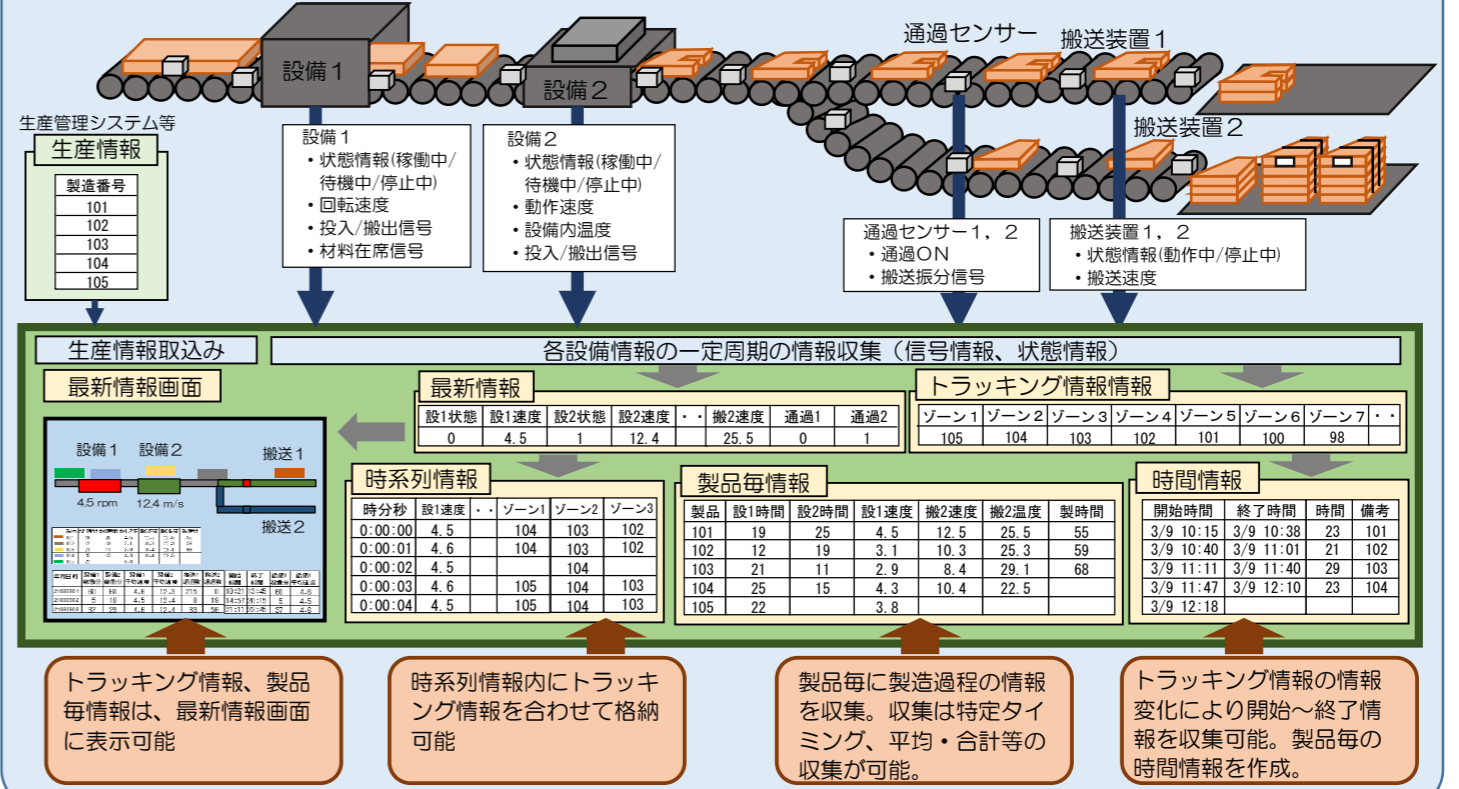 通過センサー
搬送装置1
設備1
設備2
搬送装置2
生産管理システム等
生産情報
製造番号
101
102
103
104
105
設備1
・状態情報(稼働中/
待機中/停止中)
・回転速度
・投入/搬出信号
・材料在席信号
設備2
・状態情報(稼働中/
待機中/停止中)
・動作速度
・設備内温度
・投入/搬出信号
通過センサー1, 2
・通過ON
・搬送振分信号
搬送装置1, 2
・状態情報(動作中/停止中)
・搬送速度
生産情報取込み
各設備情報の一定周期の情報収集(信号情報、状態情報)
最新情報画面
設備1 設備2 搬送1
4.5 rpm 12.4 m/s
搬送2
最新情報
設1状態 設1速度 設2状態 設2速度 ・・ 搬2速度 通過1 通過2
0 4.5 1 12.4 25.5 0 1
トラッキング情報情報
ゾーン1 ゾーン2 ゾーン3 ゾーン4 ゾーン5 ゾーン6 ゾーン7 ・・
105 104 103 102 101 100 98
時系列情報
時分秒 設1速度 ・・ ゾーン1 ゾーン2 ゾーン3
0:00:00 4.5 104 103 102
0:00:01 4.6 104 103 102
0:00:02 4.5 104
0:00:03 4.6 105 104 103
0:00:04 4.5 105 104 103
製品毎情報
製品 設1時間 設2時間 設1速度 搬2速度 搬2温度 製時間
101 19 25 4.5 12.5 25.5 55
102 12 19 3.1 10.3 25.3 59
103 21 11 2.9 8.4 29.1 68
104 25 15 4.3 10.4 22.5
105 22 3.8
時間情報
開始時間 終了時間 時間 備考
3/9 10:15 3/9 10:38 23 101
3/9 10:40 3/9 11:01 21 102
3/9 11:11 3/9 11:40 29 103
3/9 11:47 3/9 12:10 23 104
3/9 12:18
トラッキング情報、製品
毎情報は、最新情報画面
に表示可能
時系列情報内にトラッキ
ング情報を合わせて格納
可能
製品毎に製造過程の情報
を収集。収集は特定タイ
ミング、平均・合計等の
収集が可能。
トラッキング情報の情報
変化により開始～終了情
報を収集可能。製品毎の
時間情報を作成。